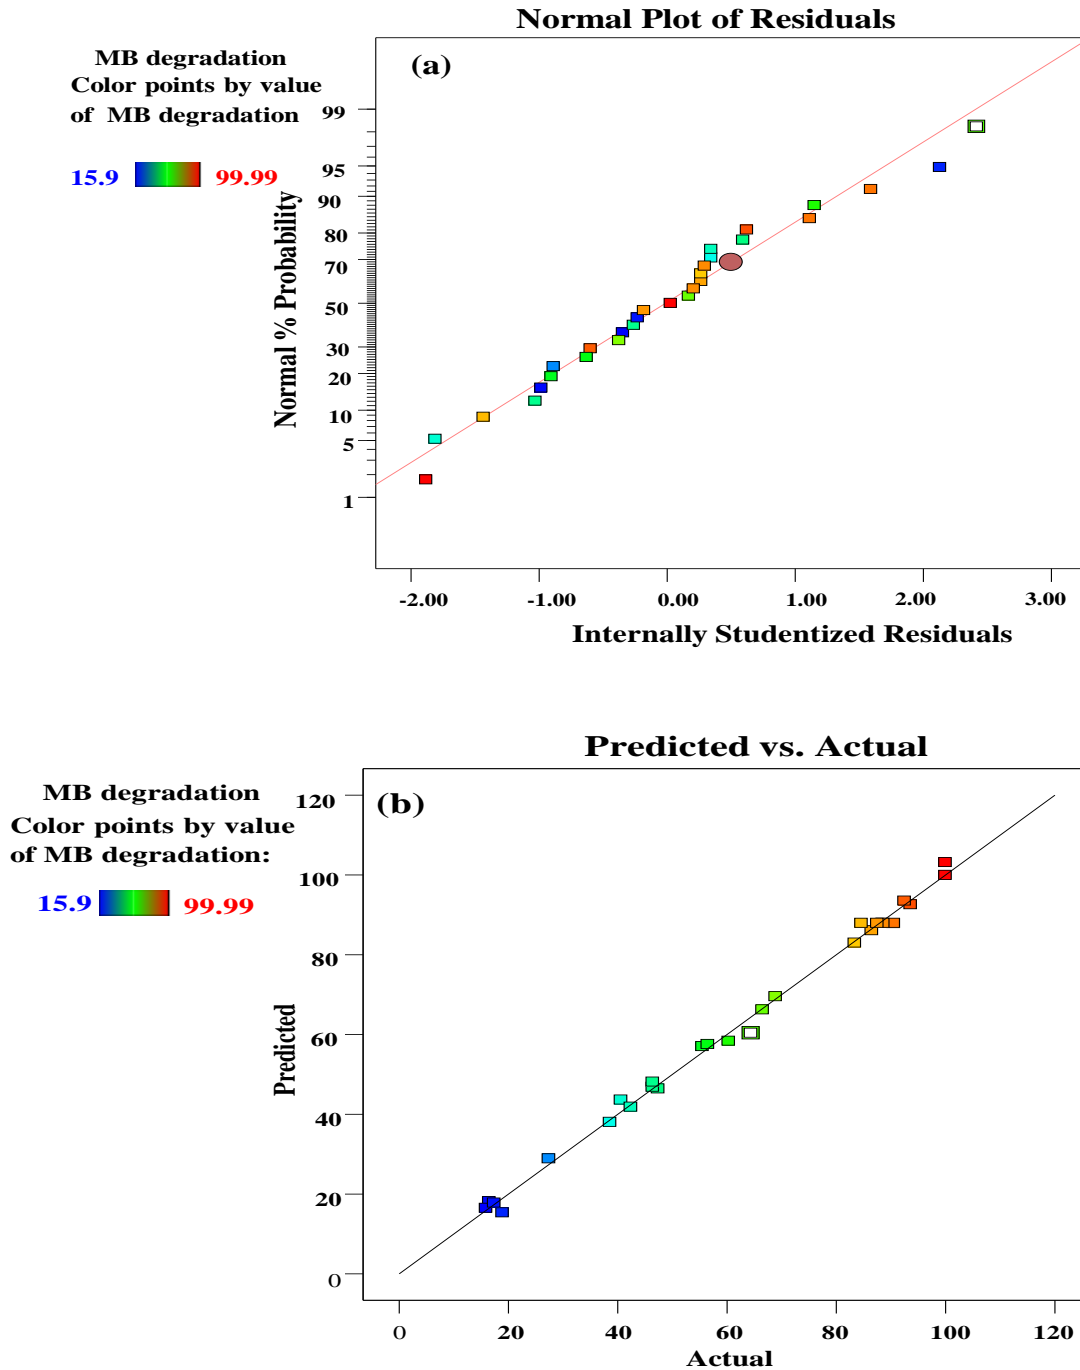 Normal Plot of Residuals
MB degradation
Color points by value
of MB degradation
15.9 99.99
(a)
Normal % Probability
99
95
90
80
70
50
30
20
10
5
1
-2.00 -1.00 0.00 1.00 2.00 3.00
Internally Studentized Residuals
Predicted vs. Actual
MB degradation
Color points by value
of MB degradation:
15.9 99.99
(b)
Predicted
120
100
80
60
40
20
0
0 20 40 60 80 100 120
Actual